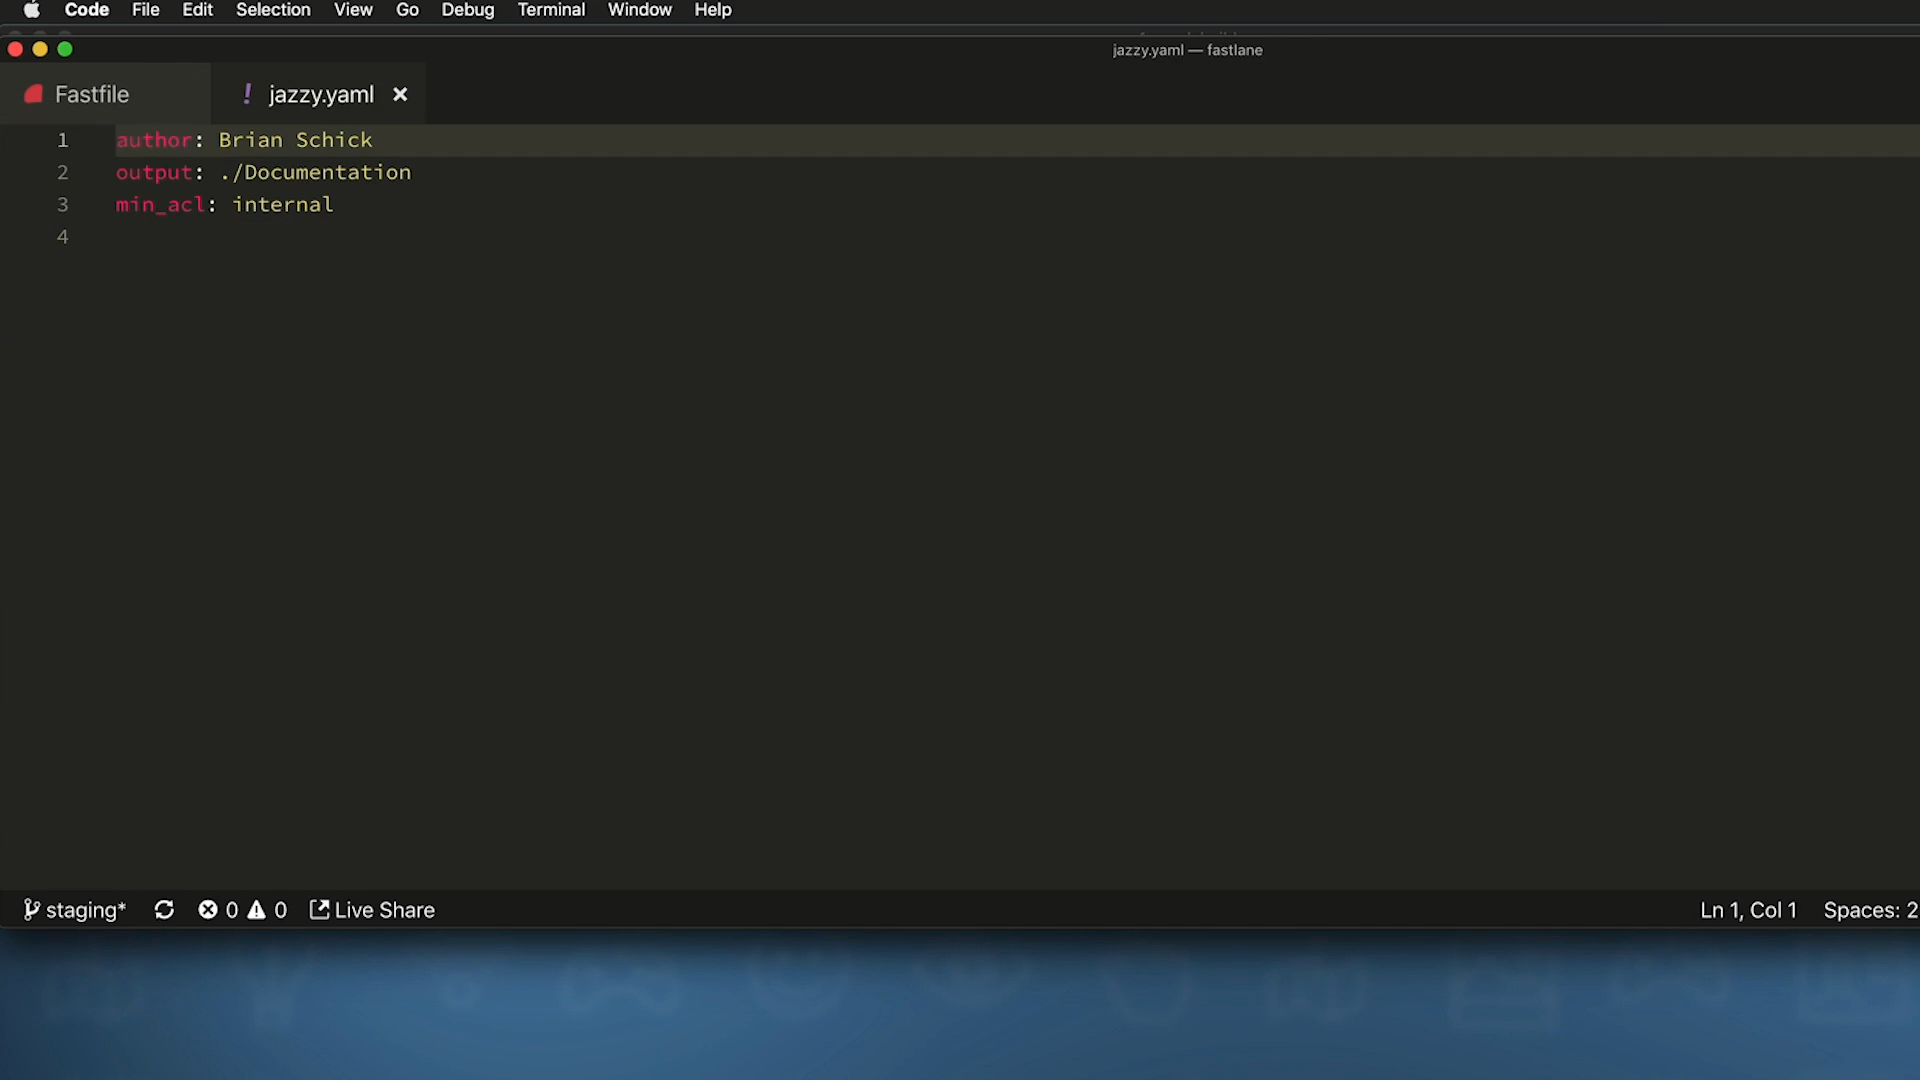 Code File Edit Selection View Go Debug Terminal Window Help
jazzy.yaml — fastlane
Fastfile ! jazzy.yaml ×
1 author: Brian Schick
2 output: ./Documentation
3 min_acl: internal
4
staging* 0 0 Live Share Ln 1, Col 1 Spaces: 2